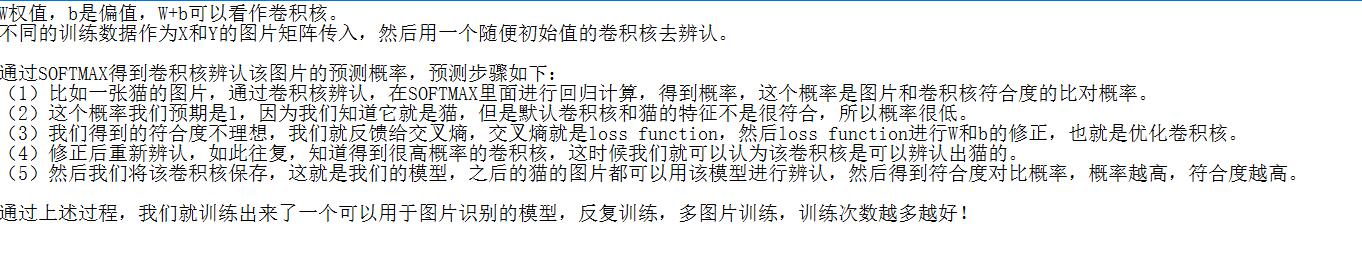 W权值，b是偏值，W+b可以看作卷积核。
不同的训练数据作为X和Y的图片矩阵传入，然后用一个随便初始值的卷积核去辨认。
通过SOFTMAX得到卷积核辨认该图片的预测概率，预测步骤如下：
（1）比如一张猫的图片，通过卷积核辨认，在SOFTMAX里面进行回归计算，得到概率，这个概率是图片和卷积核符合度的比对概率。
（2）这个概率我们预期是1，因为我们知道它就是猫，但是默认卷积核和猫的特征不是很符合，所以概率很低。
（3）我们得到的符合度不理想，我们就反馈给交叉熵，交叉熵就是loss function，然后loss function进行W和b的修正，也就是优化卷积核。
（4）修正后重新辨认，如此往复，知道得到很高概率的卷积核，这时候我们就可以认为该卷积核是可以辨认出猫的。
（5）然后我们将该卷积核保存，这就是我们的模型，之后的猫的图片都可以用该模型进行辨认，然后得到符合度对比概率，概率越高，符合度越高。
通过上述过程，我们就训练出来了一个可以用于图片识别的模型，反复训练，多图片训练，训练次数越多越好！